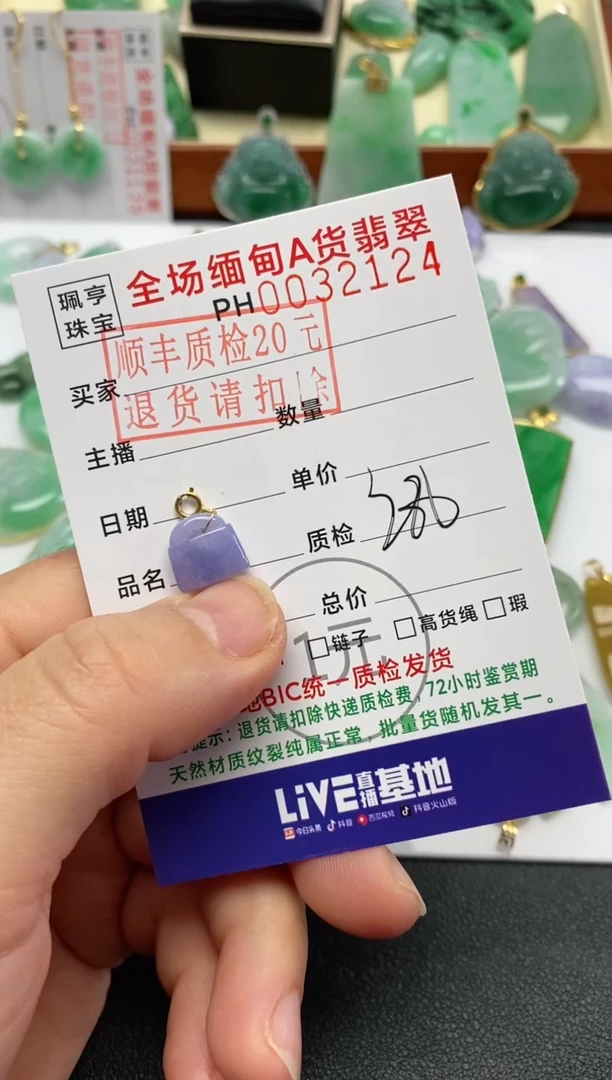 全场缅甸A货翡翠
珮亨
珠宝
PH0032124
顺丰质检20元
退货请扣除
买家
数量
主播
单价
日期
质检
品名
总价
1元
链子 高货绳 瑕
地BIC统一质检发货
提示：退货请扣除快递质检费，72小时鉴赏期
天然材质纹裂纯属正常，批量货随机发其一。
LiVE直播基地
今日头条 抖音 西瓜视频 抖音火山版